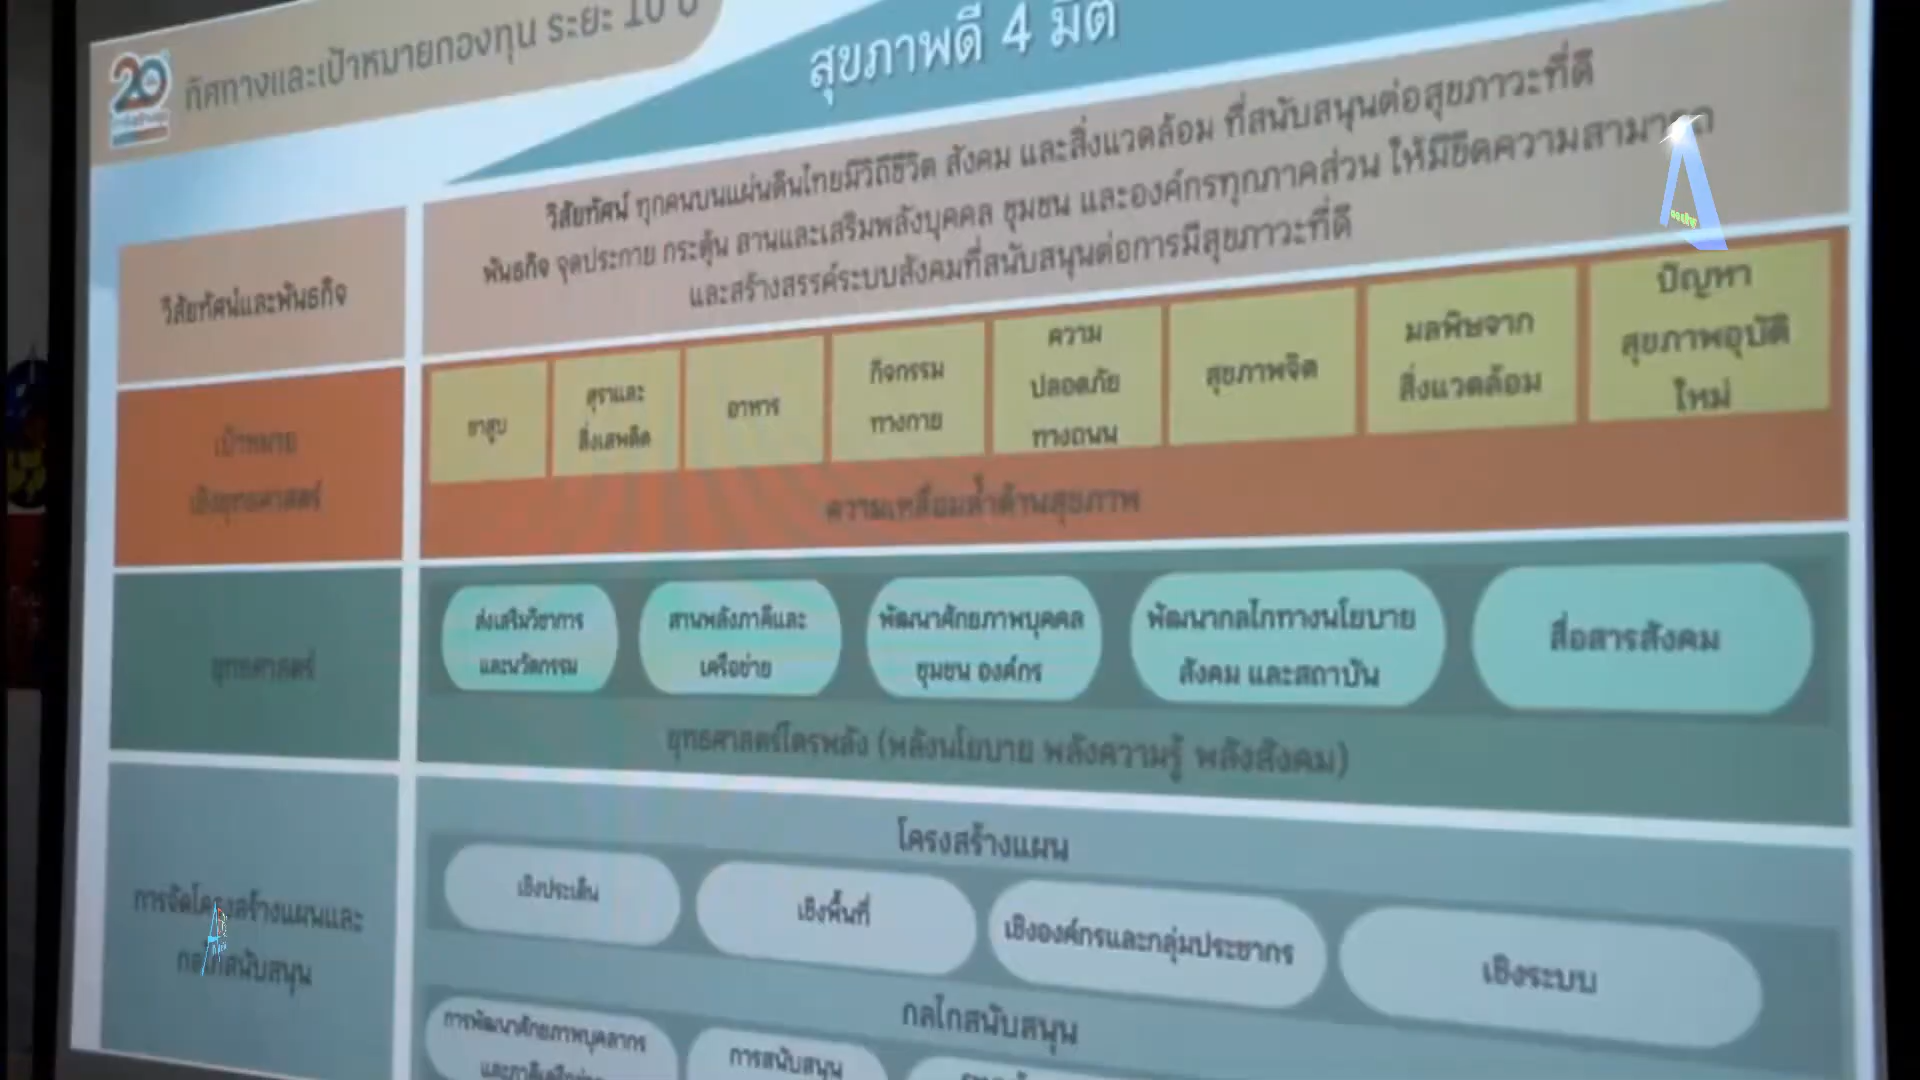 20
ทิศทางและเป้าหมายกองทุน ระยะ 10 ปี
สุขภาพดี 4 มิติ
วิสัยทัศน์และพันธกิจ
วิสัยทัศน์ ทุกคนบนแผ่นดินไทยมีวิถีชีวิต สังคม และสิ่งแวดล้อม ที่สนับสนุนต่อสุขภาวะที่ดี
พันธกิจ จุดประกาย กระตุ้น สานและเสริมพลังบุคคล ชุมชน และองค์กรทุกภาคส่วน ให้มีขีดความสามารถ
และสร้างสรรค์ระบบสังคมที่สนับสนุนต่อการมีสุขภาวะที่ดี
เป้าหมาย
เชิงยุทธศาสตร์
ยาสูบ
สุราและ
สิ่งเสพติด
อาหาร
กิจกรรม
ทางกาย
ความ
ปลอดภัย
ทางถนน
สุขภาพจิต
มลพิษจาก
สิ่งแวดล้อม
ปัญหา
สุขภาพอุบัติ
ใหม่
ความเหลื่อมล้ำด้านสุขภาพ
ยุทธศาสตร์
ส่งเสริมวิชาการ
และนวัตกรรม
สานพลังภาคีและ
เครือข่าย
พัฒนาศักยภาพบุคคล
ชุมชน องค์กร
พัฒนากลไกทางนโยบาย
สังคม และสถาบัน
สื่อสารสังคม
ยุทธศาสตร์ไตรพลัง (พลังนโยบาย พลังความรู้ พลังสังคม)
การจัดโครงสร้างแผนและ
กลไกสนับสนุน
โครงสร้างแผน
เชิงประเด็น
เชิงพื้นที่
เชิงองค์กรและกลุ่มประชากร
เชิงระบบ
กลไกสนับสนุน
การพัฒนาศักยภาพบุคลากร
การสนับสนุน